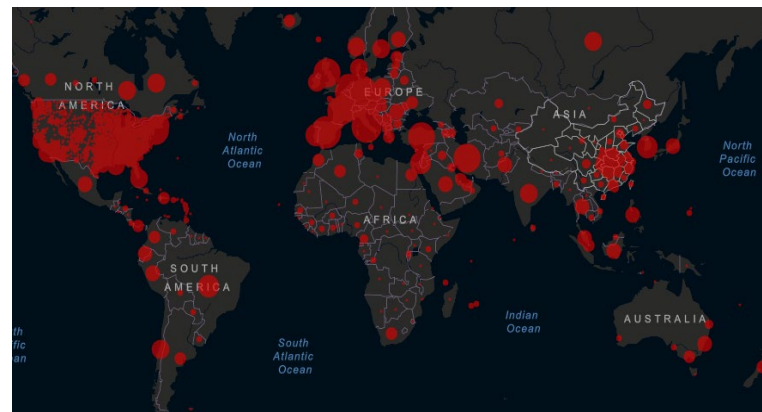 NORTH
AMERICA
EUROPE
ASIA
North
Atlantic
Ocean
North
Pacific
Ocean
AFRICA
SOUTH
AMERICA
Indian
Ocean
AUSTRALIA
South
Atlantic
Ocean